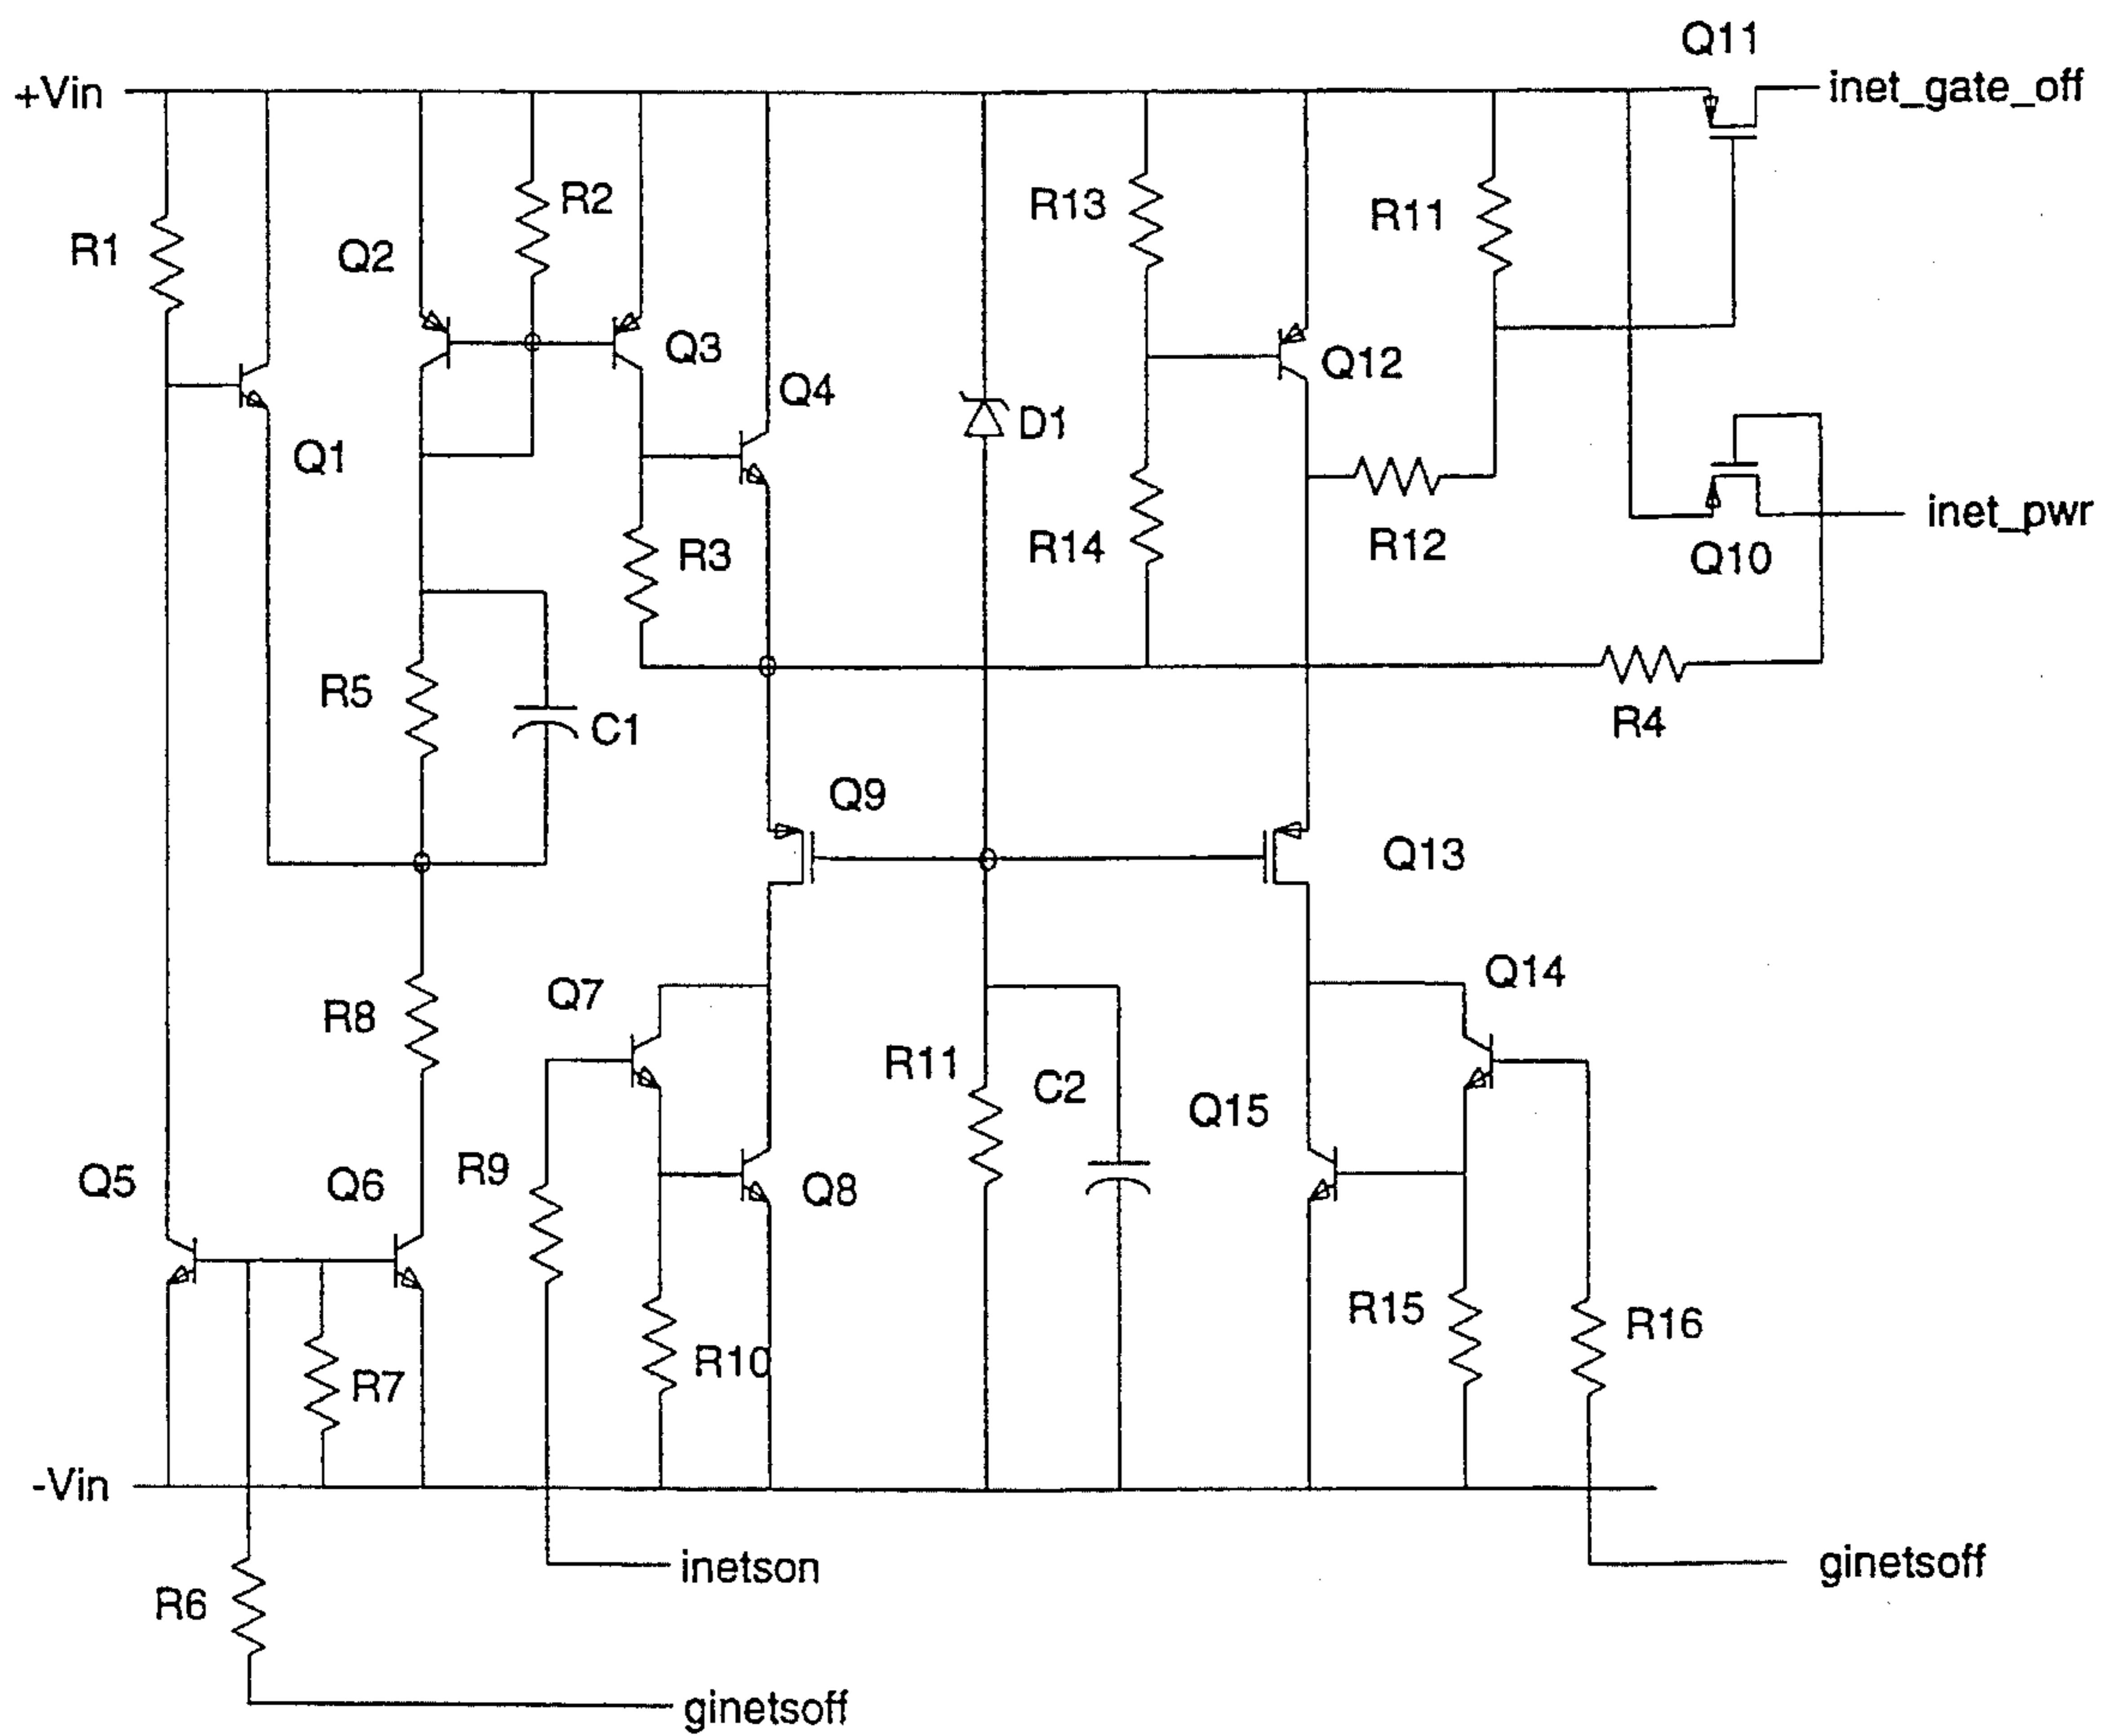 Q11
+Vin
inet_gate_off
R2
R13
R11
R1
Q2
Q3
Q12
Q4
D1
Q1
inet_pwr
R3
R14
R12
Q10
R5
C1
R4
Q9
Q13
Q7
Q14
R8
R11
C2
Q15
Q5
Q6
R9
Q8
R15
R16
R10
R7
-Vin
inetson
ginetsoff
R6
ginetsoff